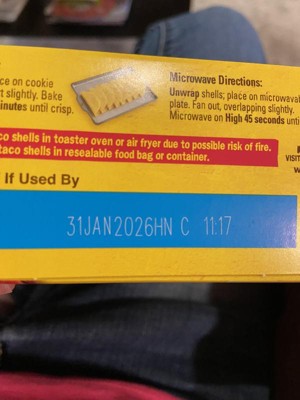 ce on cookie
t slightly. Bake
inutes until crisp.
Microwave Directions:
Unwrap shells; place on microwavab
plate. Fan out, overlapping slightly.
Microwave on High 45 seconds unti
co shells in toaster oven or air fryer due to possible risk of fire.
taco shells in resealable food bag or container.
If Used By
VISIT
w
31JAN2026HN C 11:17